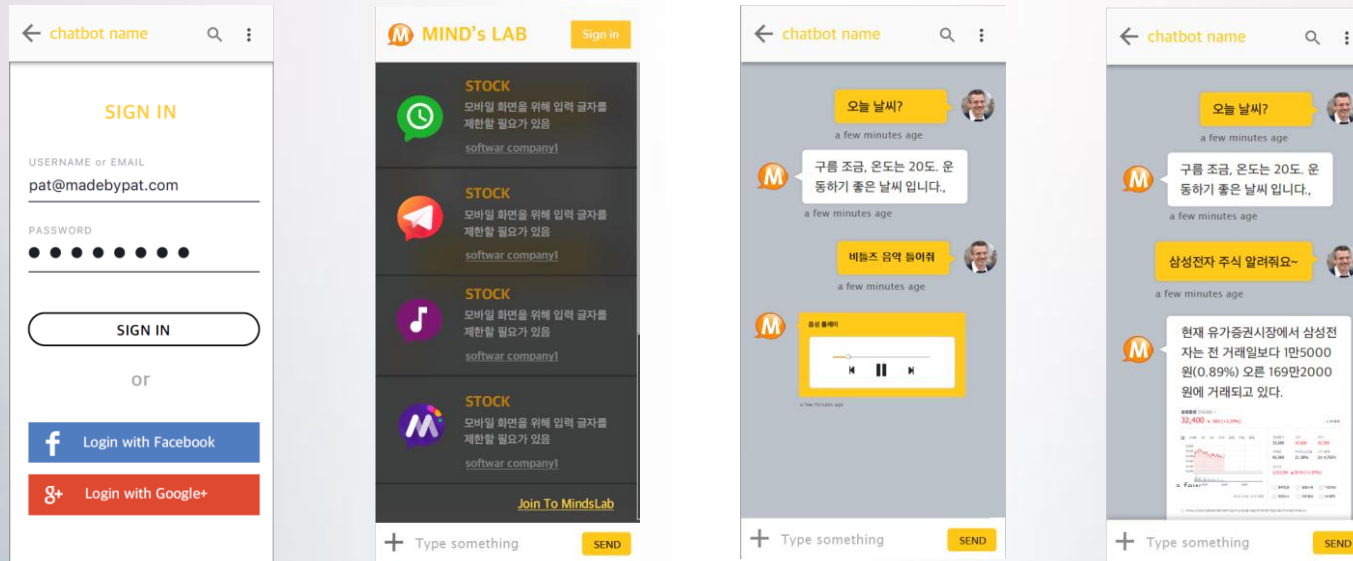 chatbot name
SIGN IN
USERNAME or EMAIL
pat@madebypat.com
PASSWORD
SIGN IN
or
f Login with Facebook
g+ Login with Google+
M MIND's LAB
Sign in
STOCK
모바일 화면을 위해 입력 글자를
제한할 필요가 있음
softwar company1
STOCK
모바일 화면을 위해 입력 글자를
제한할 필요가 있음
softwar company1
STOCK
모바일 화면을 위해 입력 글자를
제한할 필요가 있음
softwar company1
STOCK
모바일 화면을 위해 입력 글자를
제한할 필요가 있음
softwar company1
Join To MindsLab
Type something
SEND
chatbot name
오늘 날씨?
a few minutes age
구름 조금, 온도는 20도. 운
동하기 좋은 날씨 입니다.,
a few minutes age
비틀즈 음악 들어줘
a few minutes age
음성 플레이
a few minutes age
Type something
SEND
chatbot name
오늘 날씨?
a few minutes age
구름 조금, 온도는 20도. 운
동하기 좋은 날씨 입니다.,
a few minutes age
삼성전자 주식 알려줘요~
a few minutes age
현재 유가증권시장에서 삼성전
자는 전 거래일보다 1만5000
원(0.89%) 오른 169만2000
원에 거래되고 있다.
32,400
a few
Type something
SEND